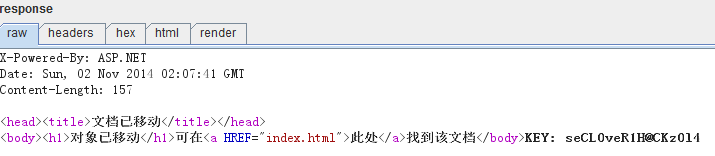 response
raw headers hex html render
X-Powered-By: ASP.NET
Date: Sun, 02 Nov 2014 02:07:41 GMT
Content-Length: 157
<head><title>文档已移动</title></head>
<body><h1>对象已移动</h1>可在<a HREF="index.html">此处</a>找到该文档</body>KEY: seCL0veR1H@CKz0l4